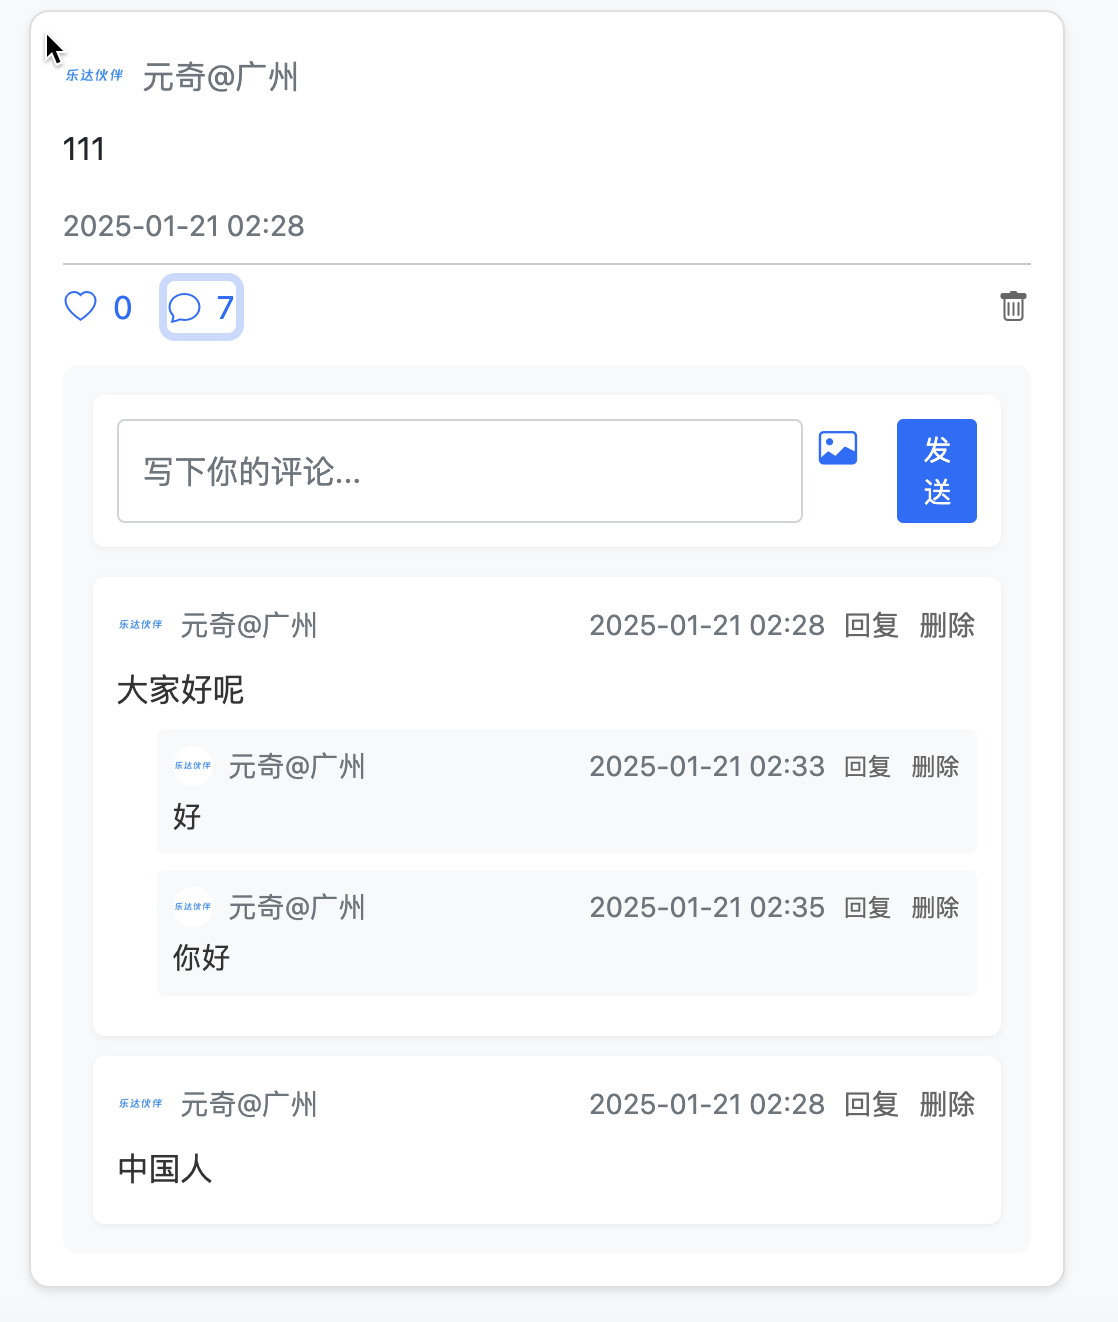 乐达伙伴 元奇@广州
111
2025-01-21 02:28
0 7
写下你的评论... 发送
乐达伙伴 元奇@广州 2025-01-21 02:28 回复 删除
大家好呢
乐达伙伴 元奇@广州 2025-01-21 02:33 回复 删除
好
乐达伙伴 元奇@广州 2025-01-21 02:35 回复 删除
你好
乐达伙伴 元奇@广州 2025-01-21 02:28 回复 删除
中国人